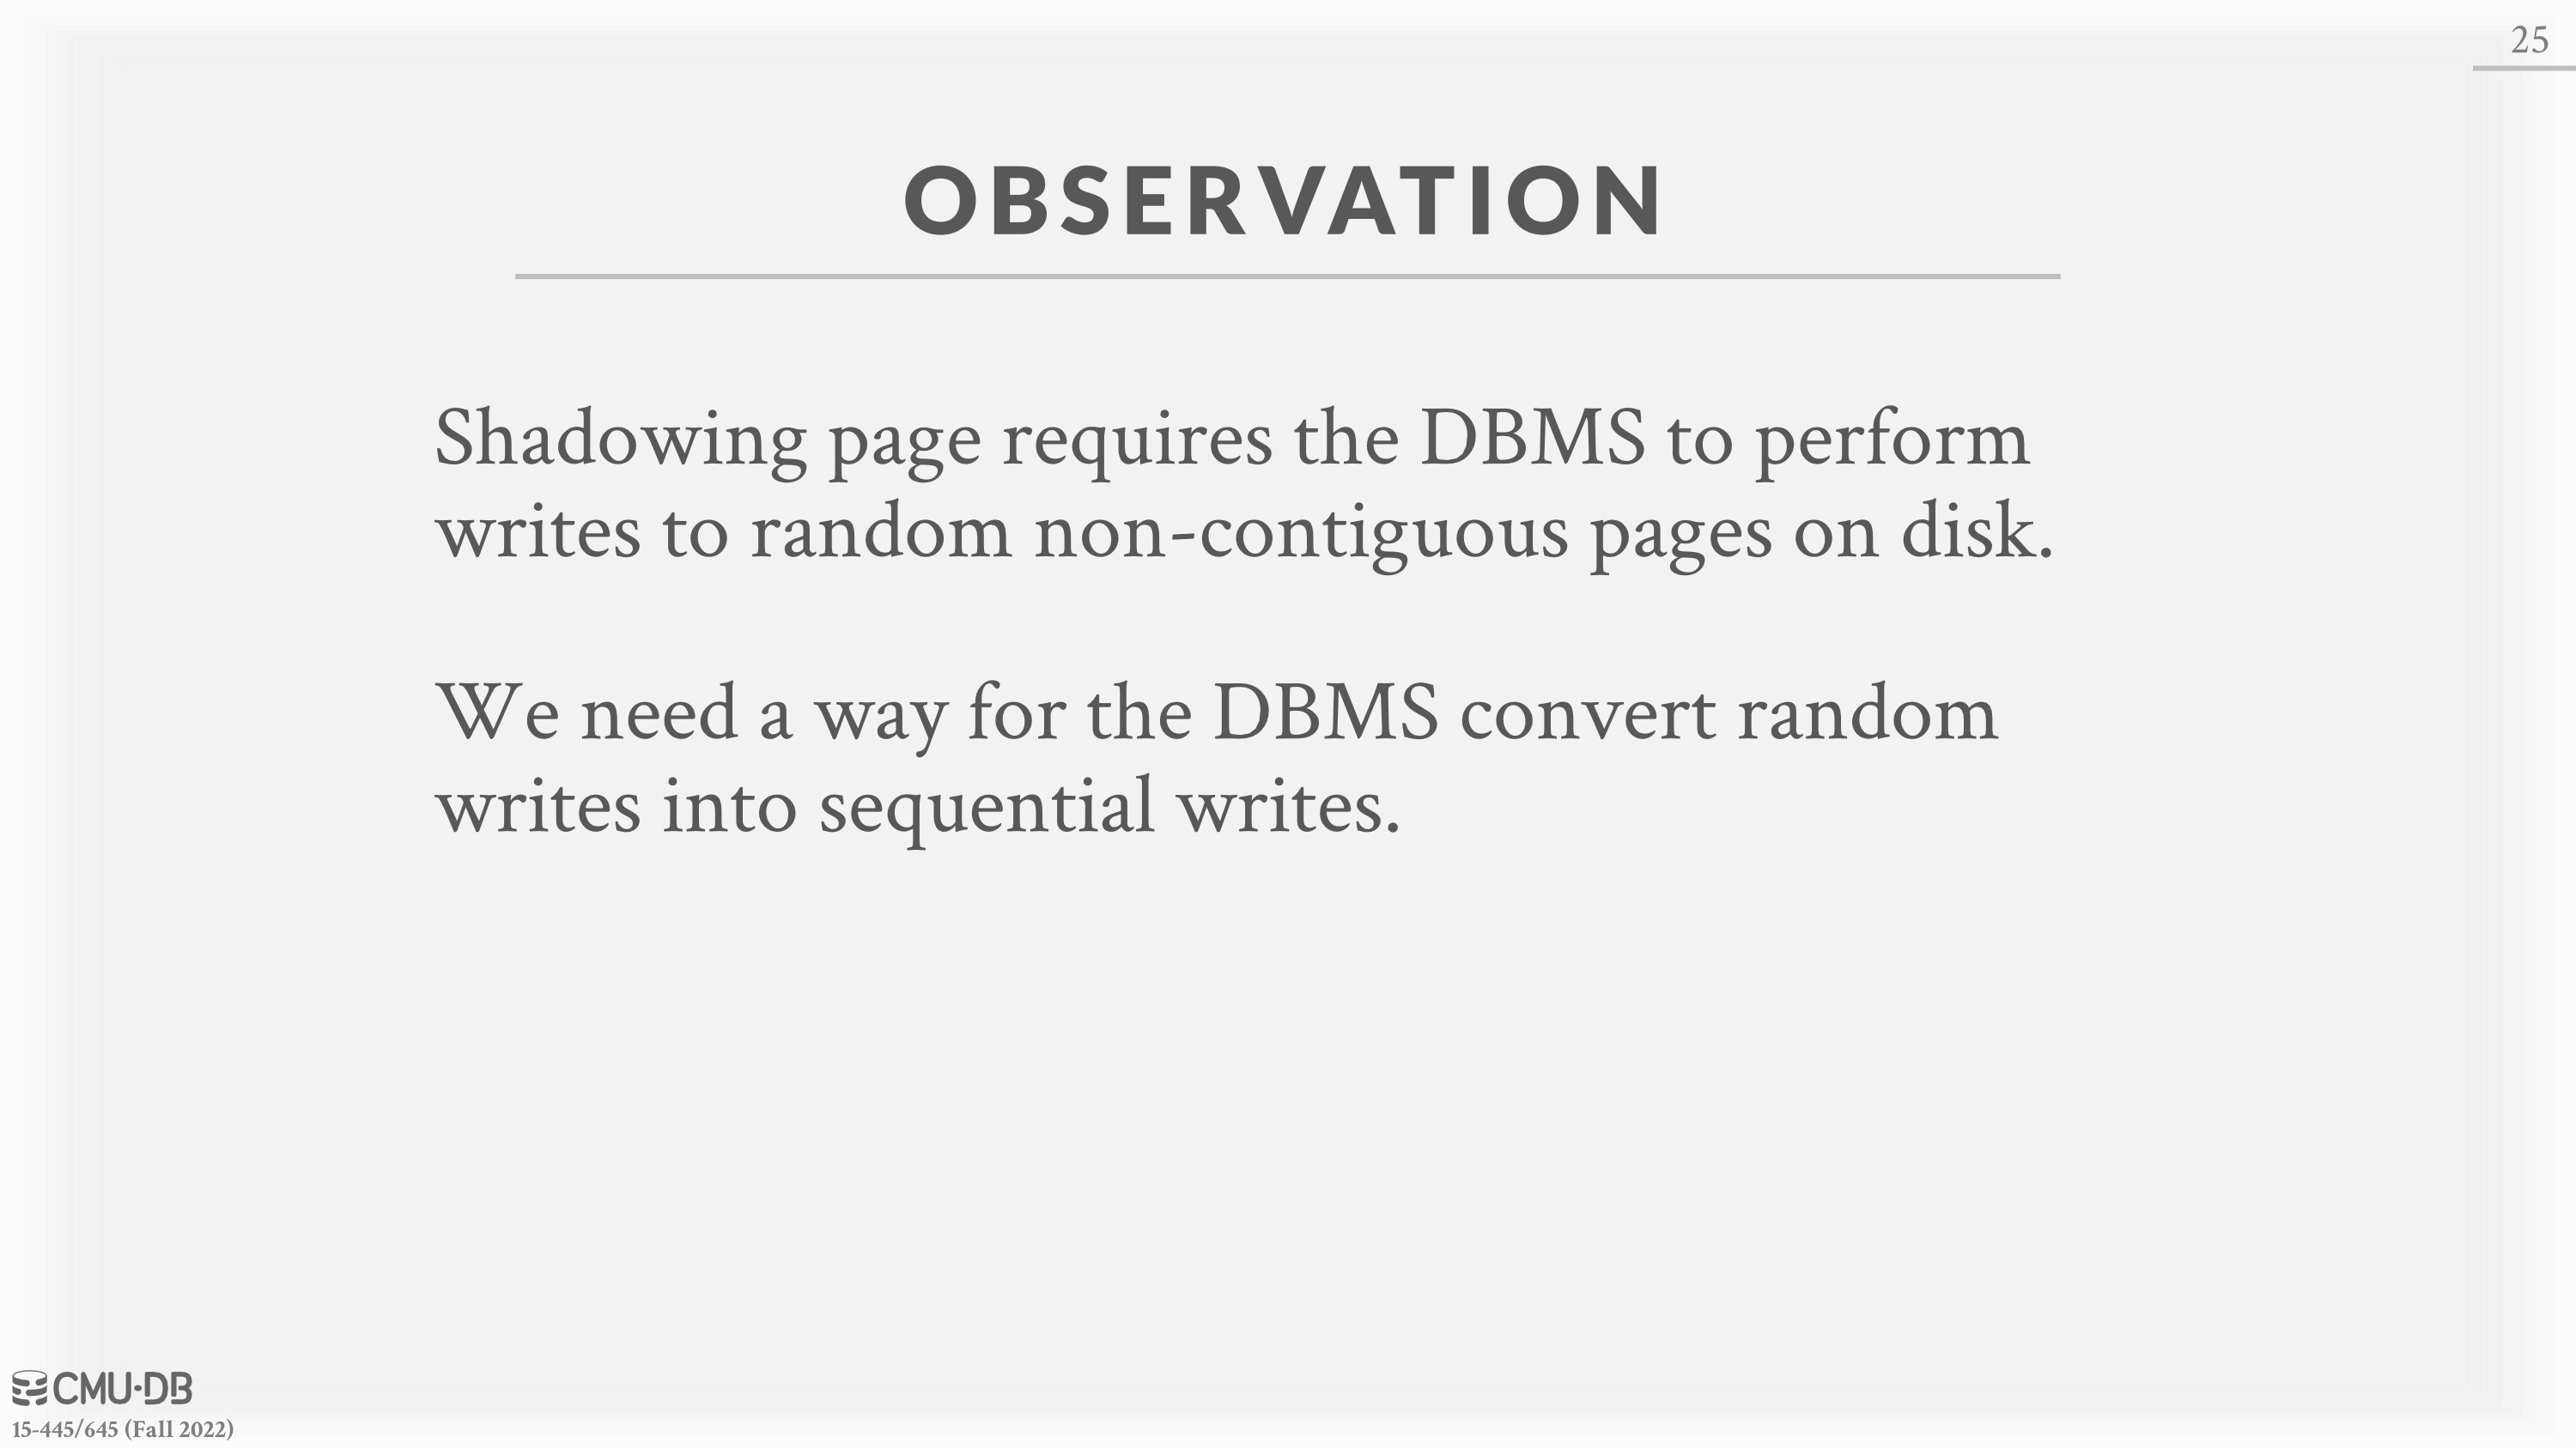 25
OBSERVATION
Shadowing page requires the DBMS to perform
writes to random non-contiguous pages on disk.
We need a way for the DBMS convert random
writes into sequential writes.
CMU·DB
15-445/645 (Fall 2022)